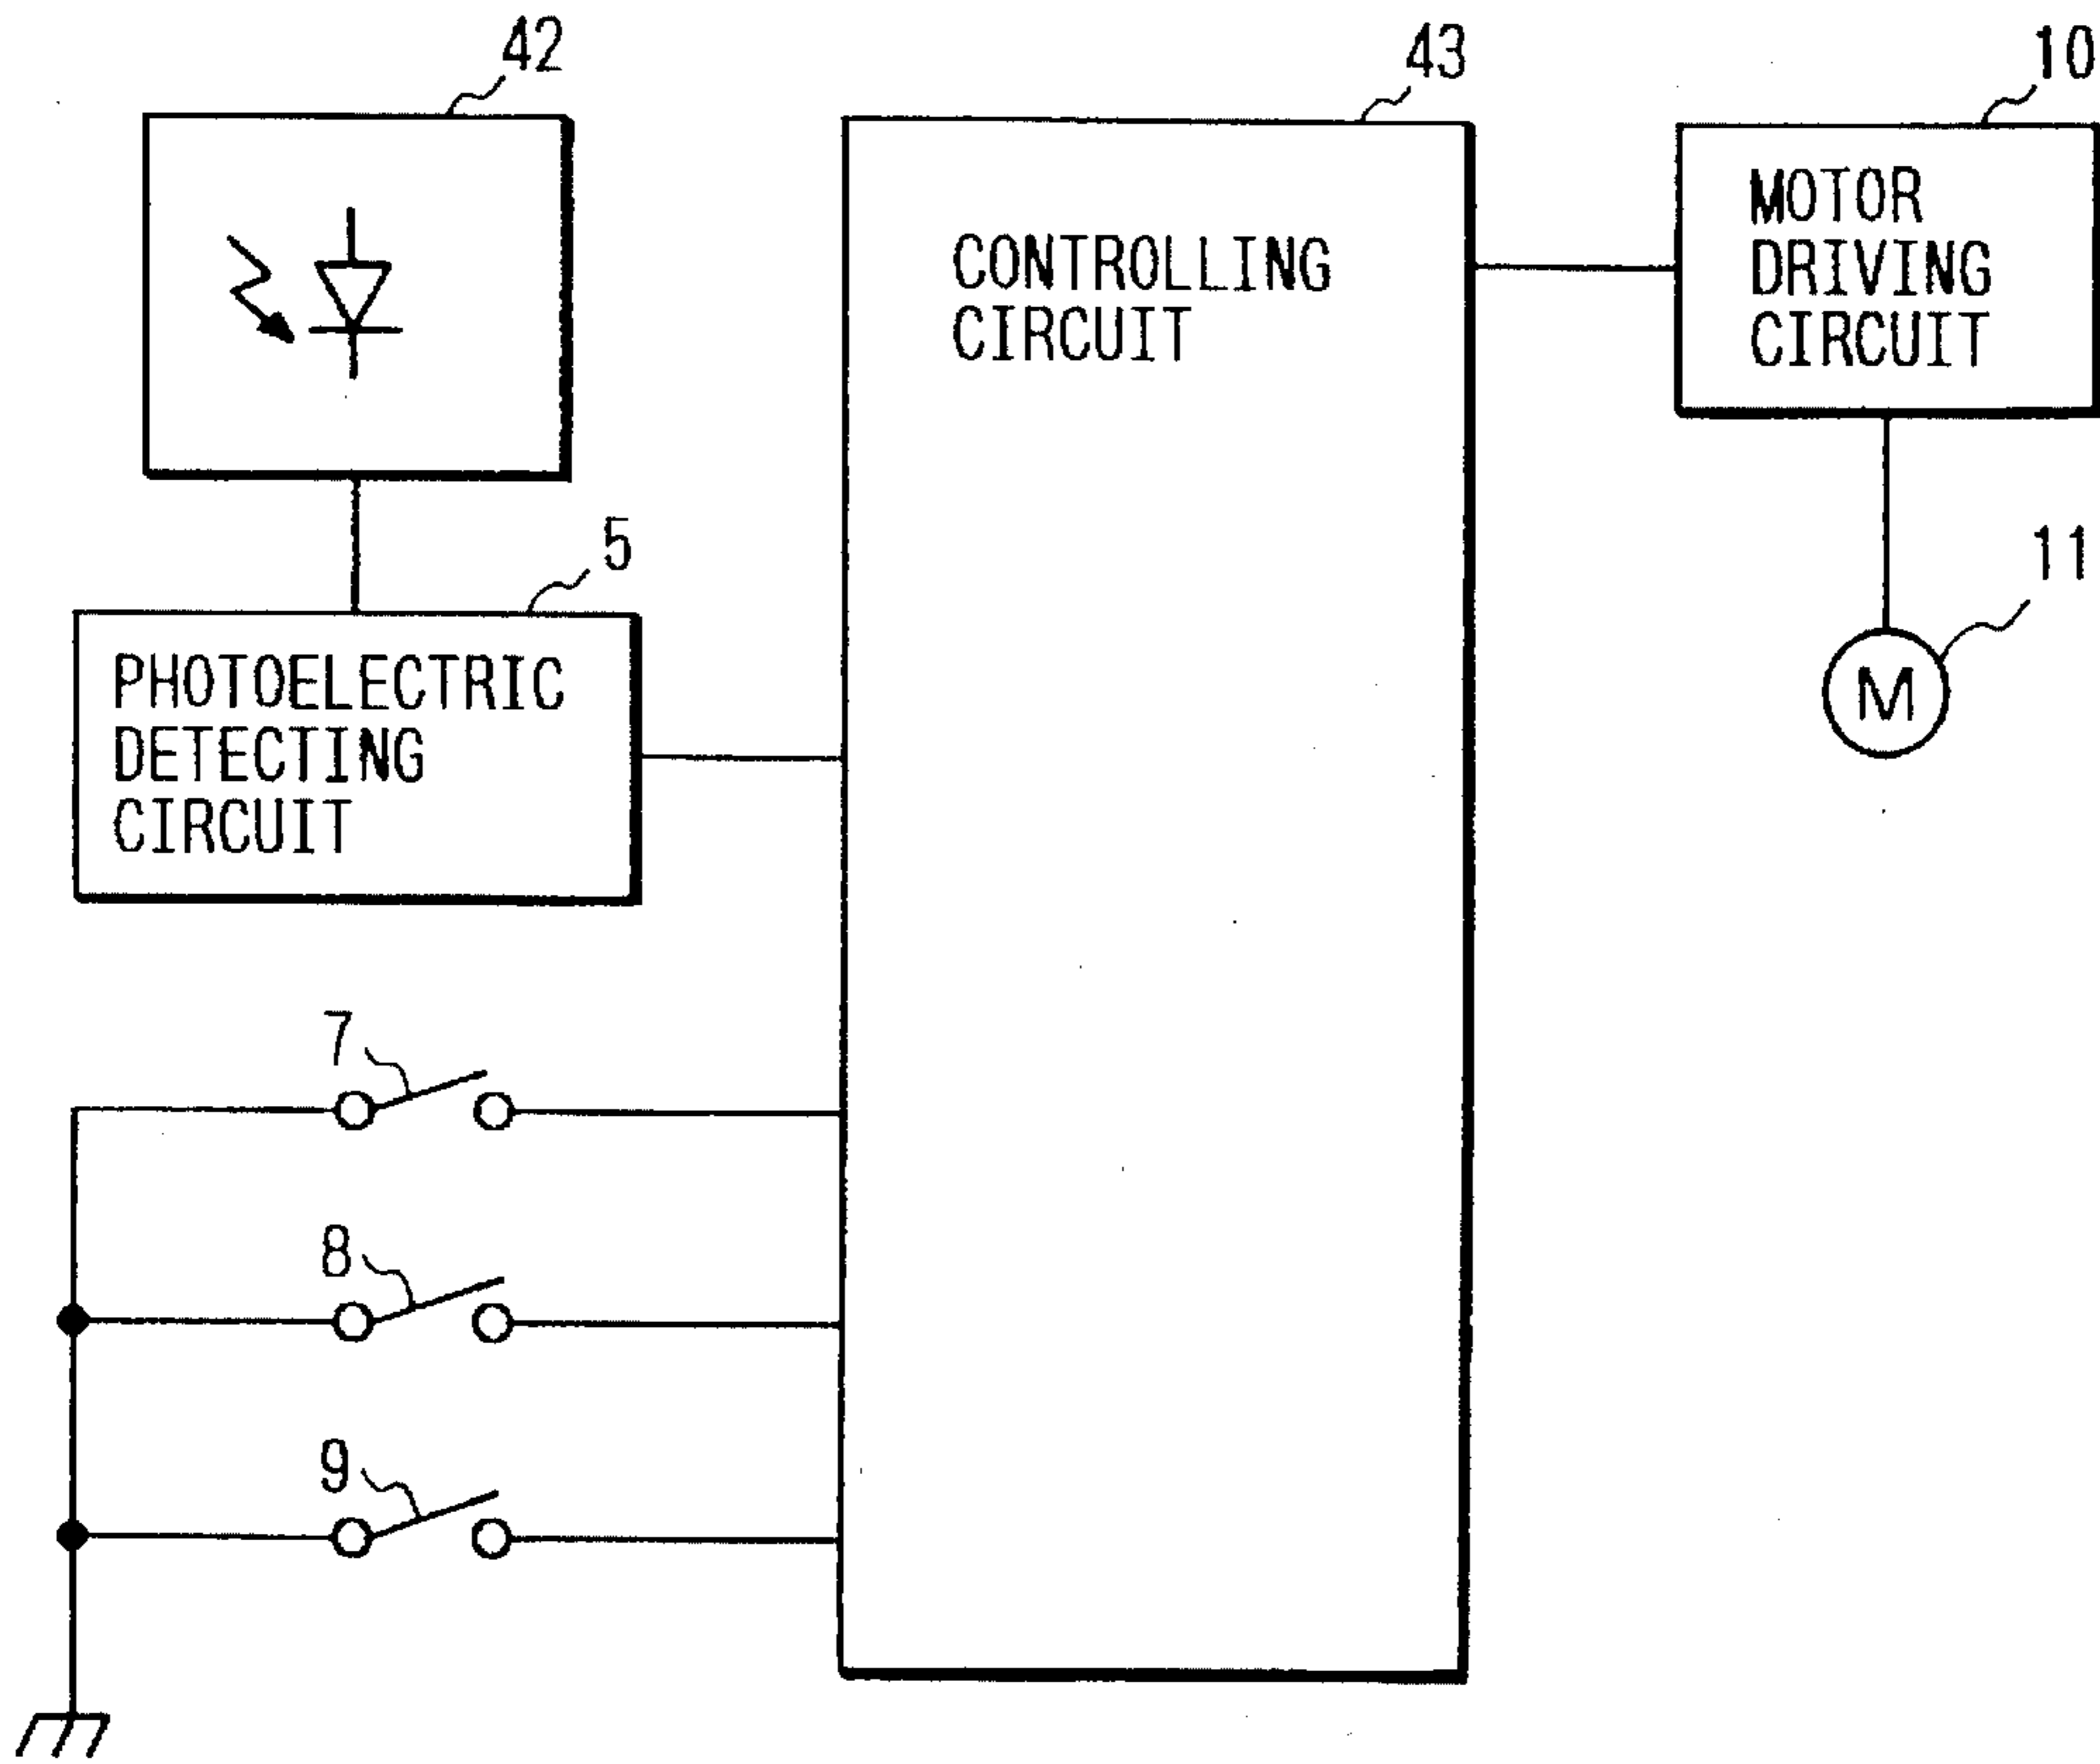 42
43
10
MOTOR
DRIVING
CIRCUIT
CONTROLLING
CIRCUIT
5
11
PHOTOELECTRIC
DETECTING
CIRCUIT
M
7
8
9